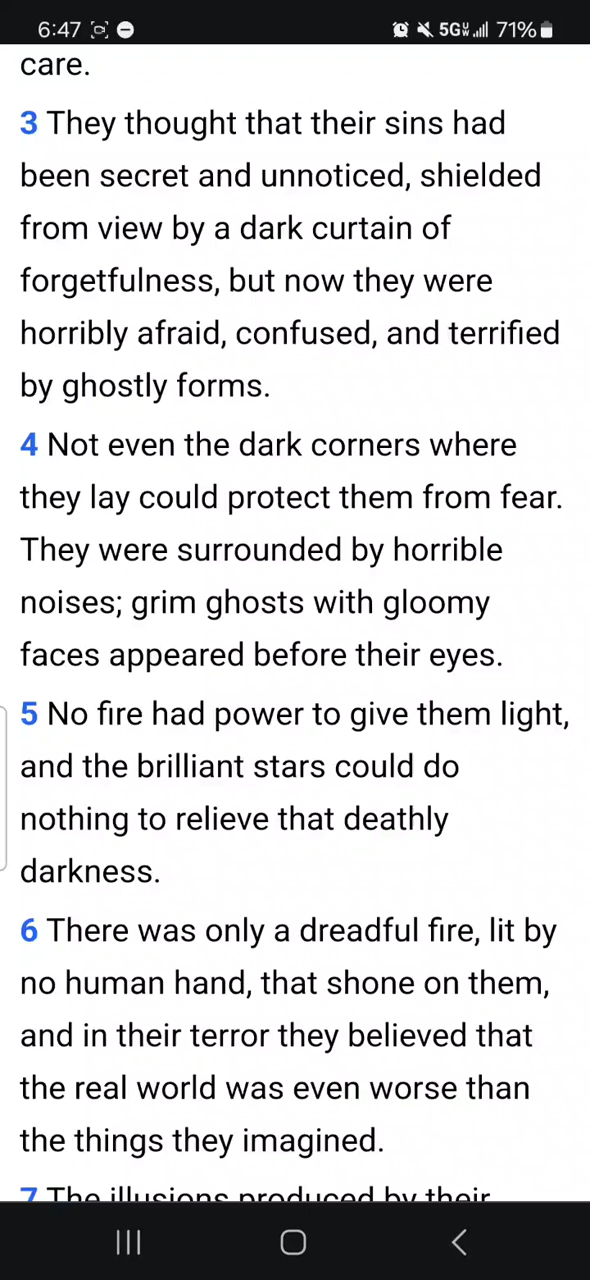 6:47 5G 71%
care.
3 They thought that their sins had
been secret and unnoticed, shielded
from view by a dark curtain of
forgetfulness, but now they were
horribly afraid, confused, and terrified
by ghostly forms.
4 Not even the dark corners where
they lay could protect them from fear.
They were surrounded by horrible
noises; grim ghosts with gloomy
faces appeared before their eyes.
5 No fire had power to give them light,
and the brilliant stars could do
nothing to relieve that deathly
darkness.
6 There was only a dreadful fire, lit by
no human hand, that shone on them,
and in their terror they believed that
the real world was even worse than
the things they imagined.
7 The illusions produced by their